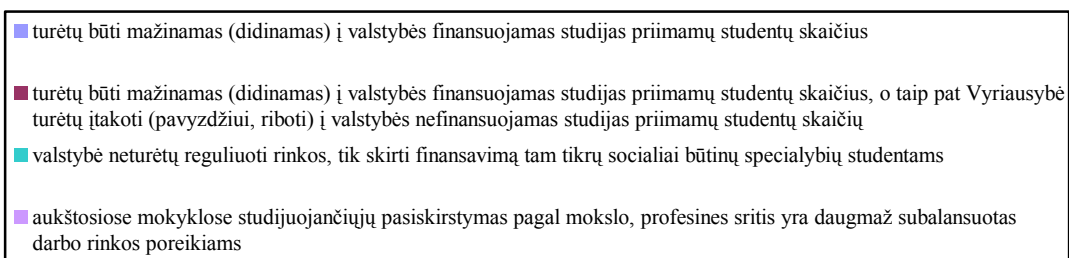 turėtų būti mažinamas (didinamas) į valstybės finansuojamas studijas priimamų studentų skaičius
turėtų būti mažinamas (didinamas) į valstybės finansuojamas studijas priimamų studentų skaičius, o taip pat Vyriausybė
turėtų įtakoti (pavyzdžiui, riboti) į valstybės nefinansuojamas studijas priimamų studentų skaičių
valstybė neturėtų reguliuoti rinkos, tik skirti finansavimą tam tikrų socialiai būtinų specialybių studentams
aukštosiose mokyklose studijuojančiųjų pasiskirstymas pagal mokslo, profesines sritis yra daugmaž subalansuotas
darbo rinkos poreikiams